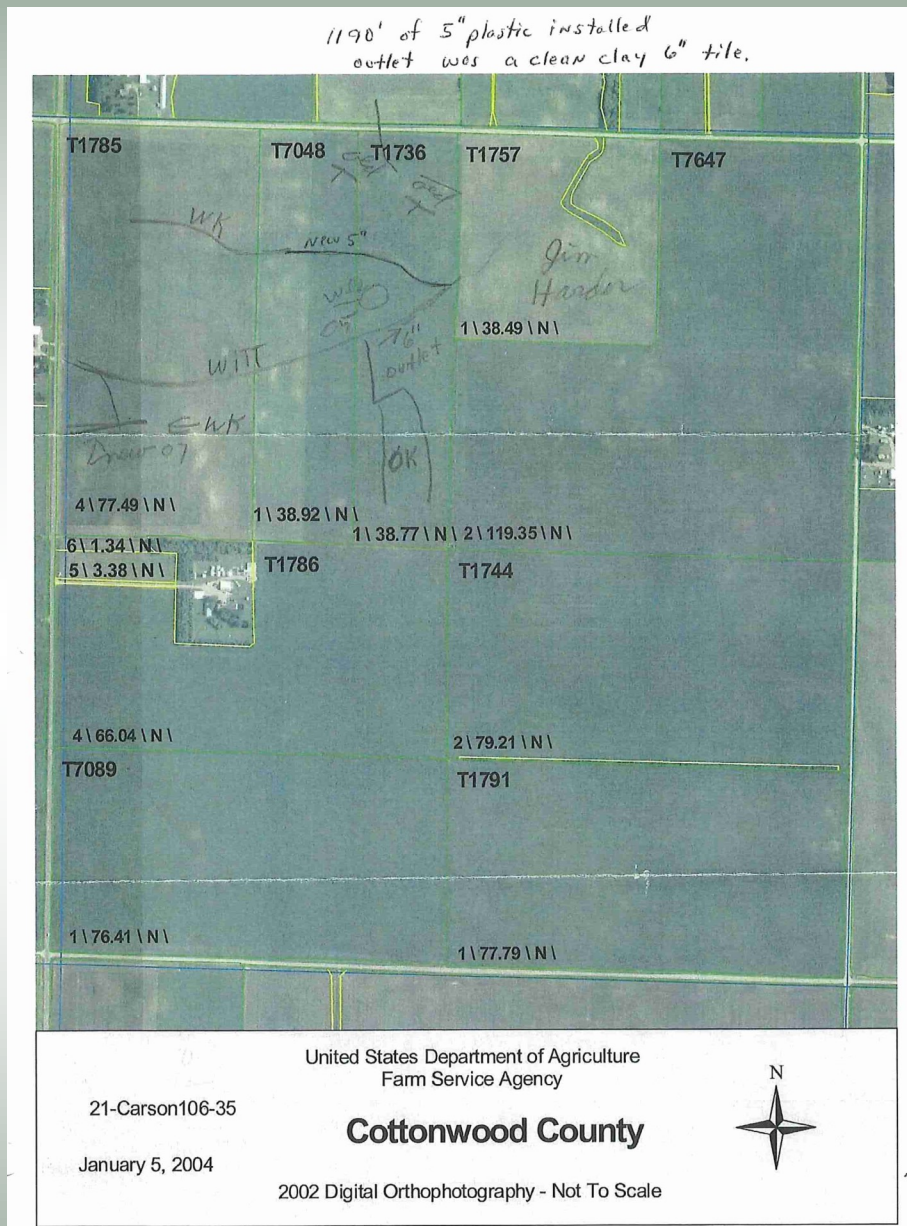 1190' of 5" plastic installed
outlet was a clean clay 6" tile.
T1785
T7048
T1736
T1757
T7647
WK
New 5"
Jim
Harder
1 \ 38.49 \ N \
6"
outlet
WITT
WK
Drew 07
OK
4 \ 77.49 \ N \
1 \ 38.92 \ N \
1 \ 38.77 \ N \
2 \ 119.35 \ N \
6 \ 1.34 \ N \
5 \ 3.38 \ N \
T1786
T1744
4 \ 66.04 \ N \
2 \ 79.21 \ N \
T7089
T1791
1 \ 76.41 \ N \
1 \ 77.79 \ N \
United States Department of Agriculture
Farm Service Agency
21-Carson106-35
Cottonwood County
N
January 5, 2004
2002 Digital Orthophotography - Not To Scale